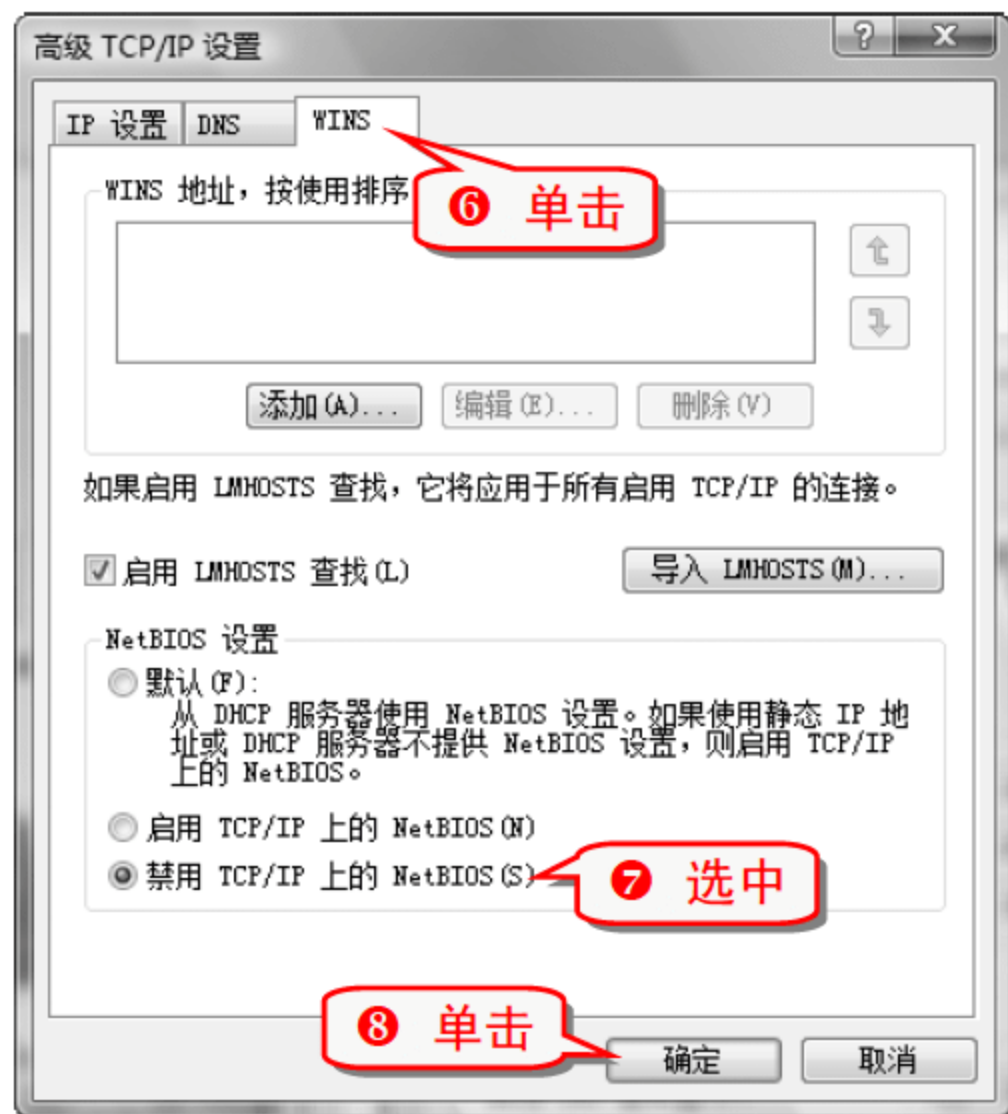 高级 TCP/IP 设置
IP 设置 DNS WINS
WINS 地址，按使用排序
❻ 单击
添加(A)... 编辑(E)... 删除(V)
如果启用 LMHOSTS 查找，它将应用于所有启用 TCP/IP 的连接。
启用 LMHOSTS 查找(L) 导入 LMHOSTS(M)...
NetBIOS 设置
默认(F):
从 DHCP 服务器使用 NetBIOS 设置。如果使用静态 IP 地
址或 DHCP 服务器不提供 NetBIOS 设置，则启用 TCP/IP
上的 NetBIOS。
启用 TCP/IP 上的 NetBIOS(N)
禁用 TCP/IP 上的 NetBIOS(S)
❼ 选中
❽ 单击
确定 取消